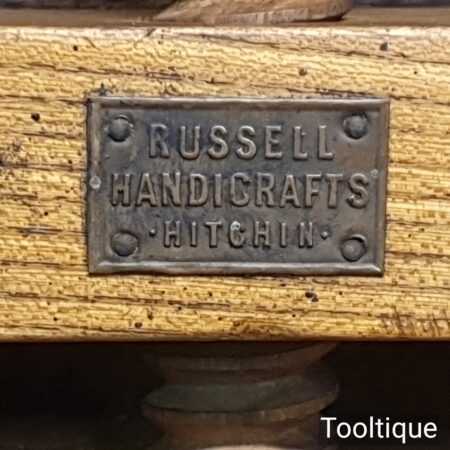 RUSSELL
HANDICRAFTS
·HITCHIN·
Tooltique